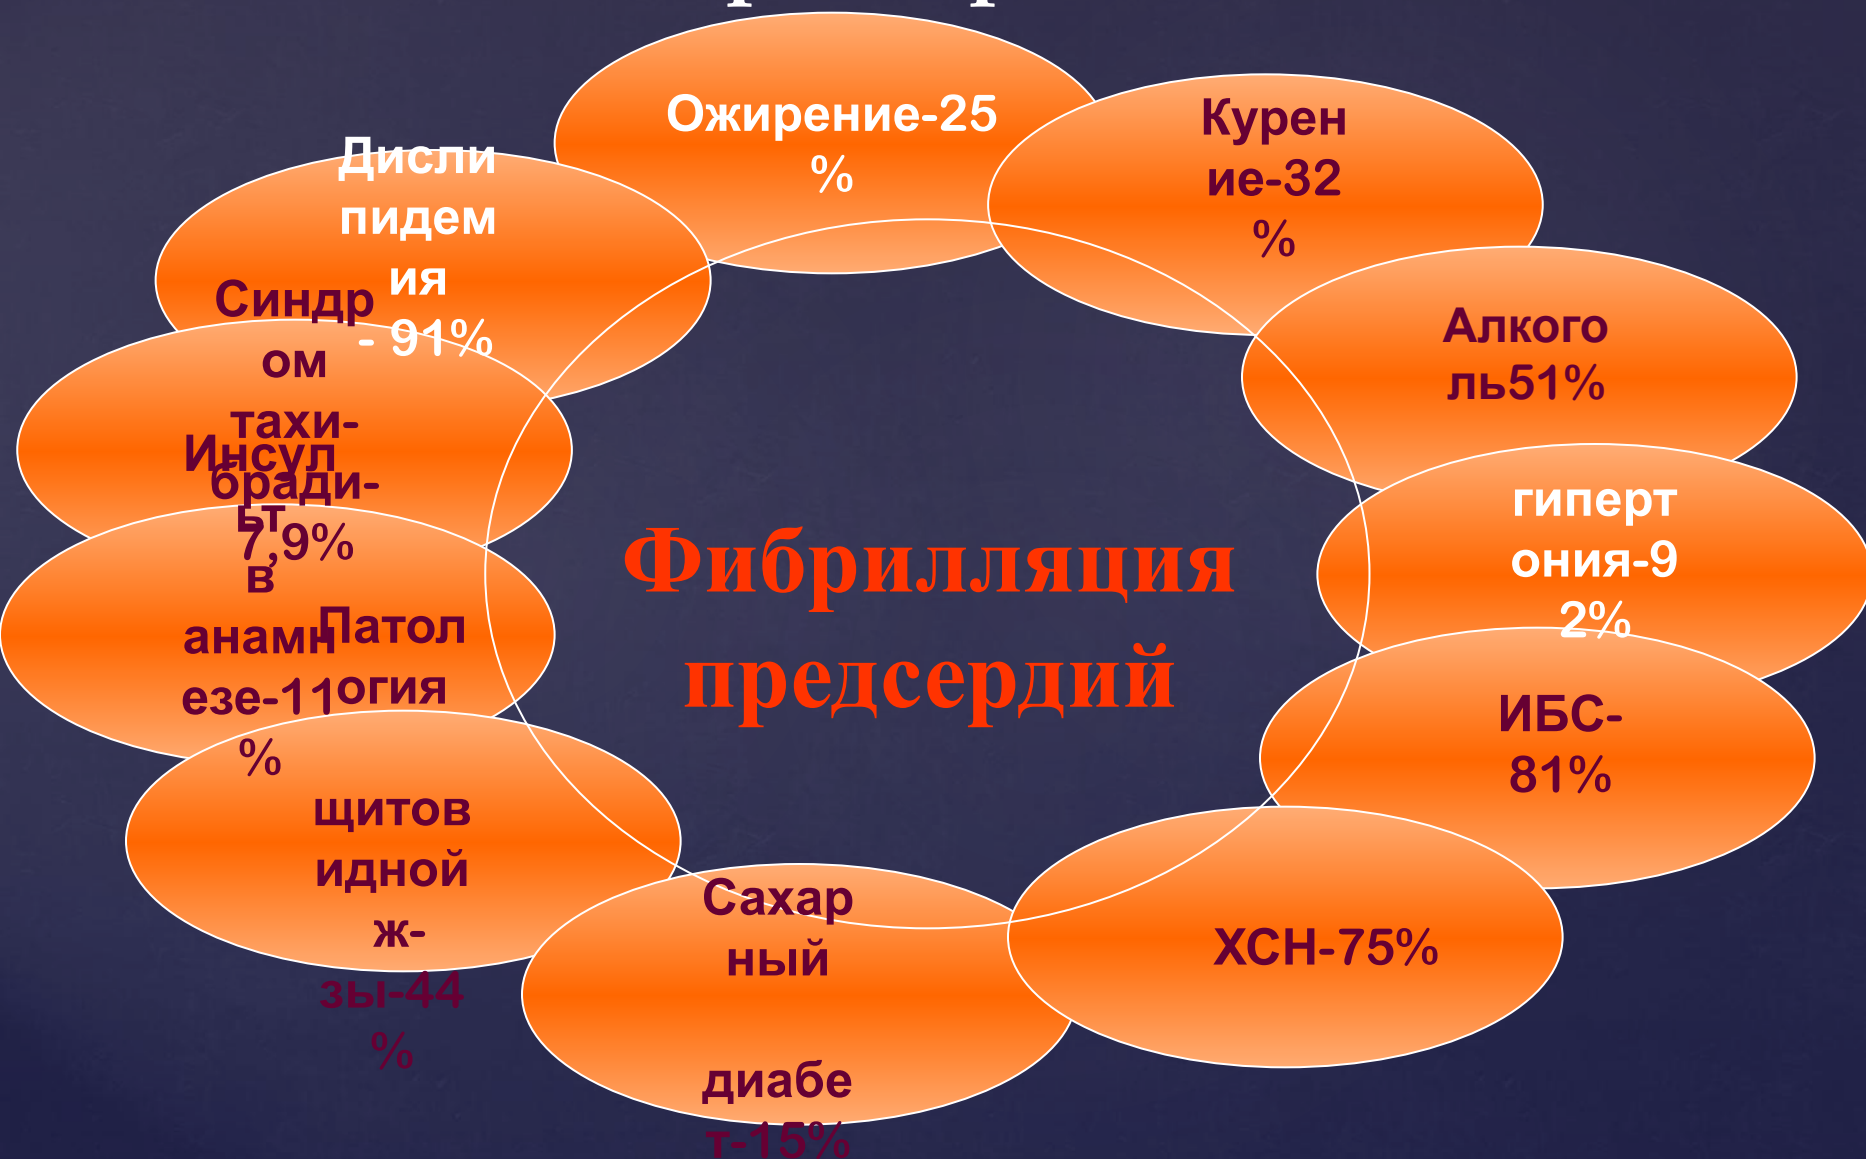 Ожирение-25
%
Курен
ие-32
%
Алкого
ль51%
гиперт
ония-9
2%
ИБС-
81%
ХСН-75%
Сахар
ный
диабе
т-15%
Патол
огия
щитов
идной
ж-
зы-44
%
Инсул
ьт
в
анамн
езе-11
%
Синдр
ом
тахи-
бради-
7,9%
Дисли
пидем
ия
- 91%
Фибрилляция
предсердий